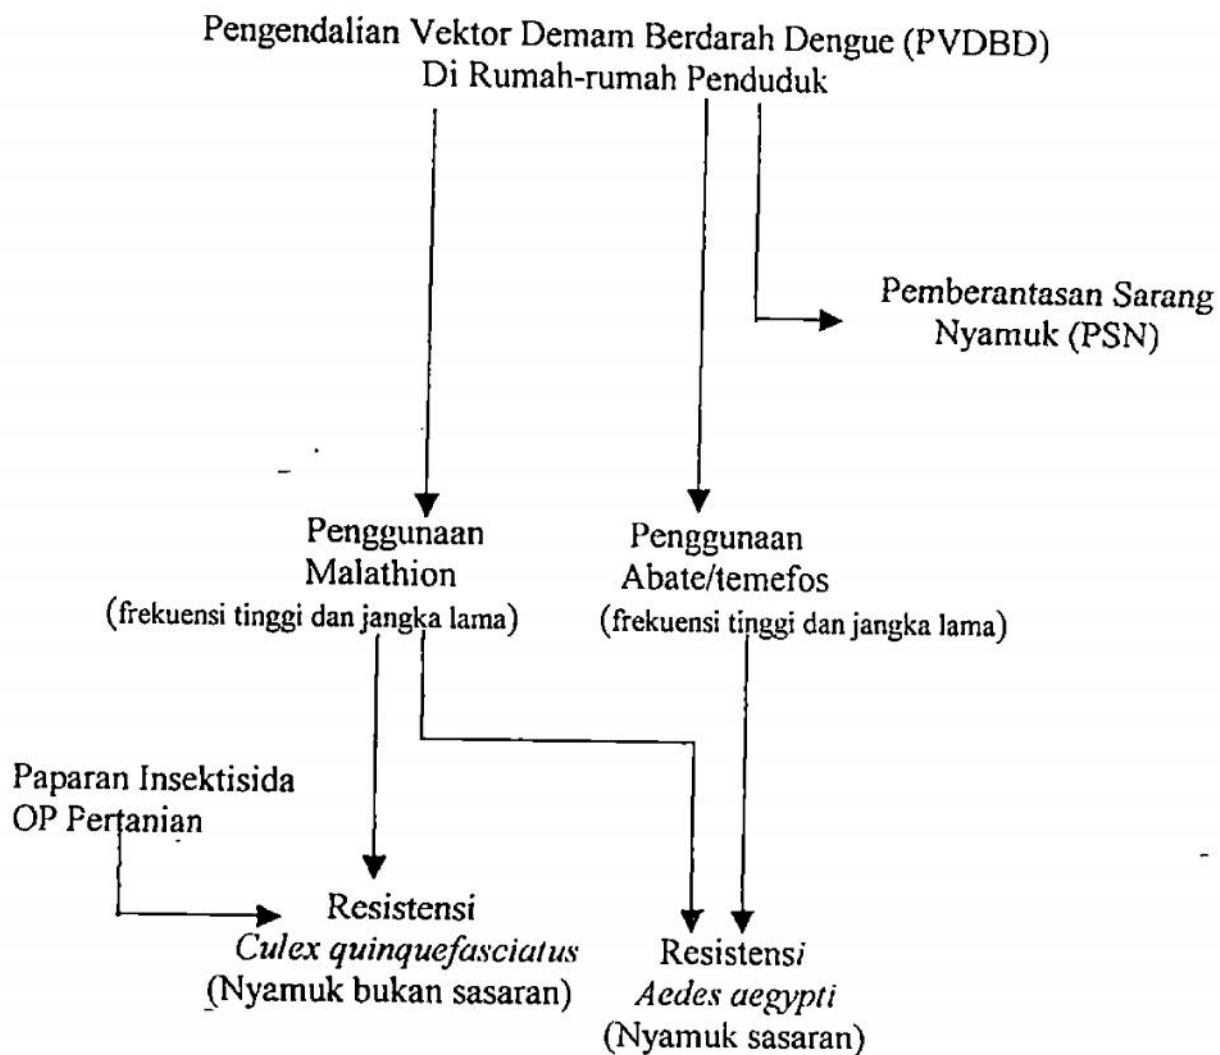 Pengendalian Vektor Demam Berdarah Dengue (PVDBD)
Di Rumah-rumah Penduduk
Pemberantasan Sarang
Nyamuk (PSN)
Penggunaan
Malathion
(frekuensi tinggi dan jangka lama)
Penggunaan
Abate/temefos
(frekuensi tinggi dan jangka lama)
Paparan Insektisida
OP Pertanian
Resistensi
Culex quinquefasciatus
(Nyamuk bukan sasaran)
Resistensi
Aedes aegypti
(Nyamuk sasaran)